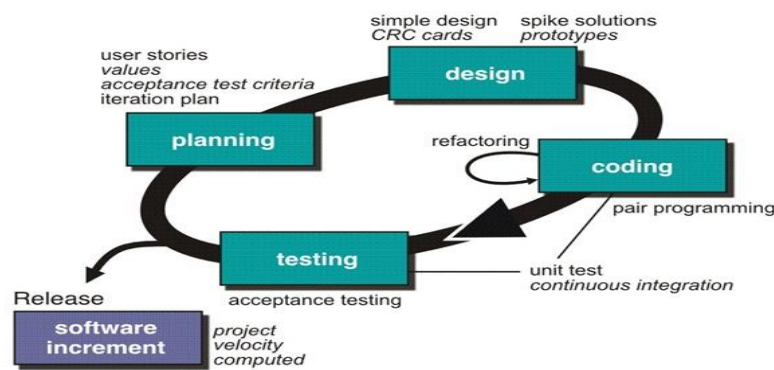 simple design
CRC cards
spike solutions
prototypes
user stories
values
acceptance test criteria
iteration plan
design
planning
refactoring
coding
pair programming
testing
unit test
continuous integration
acceptance testing
Release
software
increment
project
velocity
computed